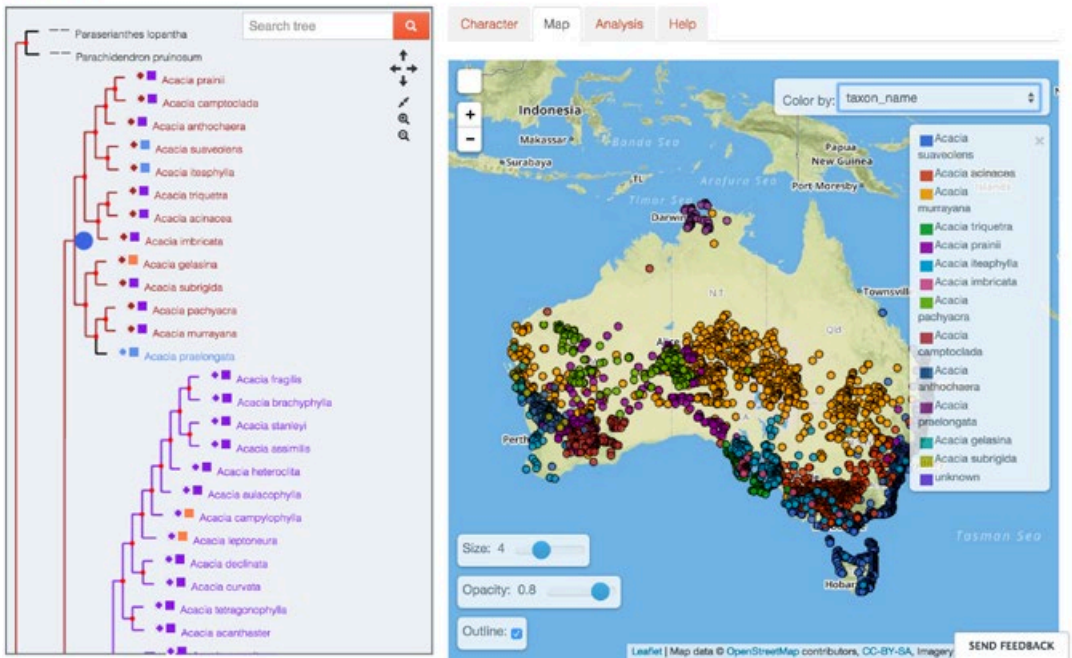 Search tree
Paraserianthes lopantha
Parachidendron pruinosum
Acacia prainii
Acacia camptoclada
Acacia anthochaera
Acacia suaveolens
Acacia iteaphylla
Acacia triquetra
Acacia acinacea
Acacia imbricata
Acacia gelasina
Acacia subrigida
Acacia pachyacra
Acacia murrayana
Acacia praelongata
Acacia fragilis
Acacia brachyphylla
Acacia stanleyi
Acacia assimilis
Acacia heteroclita
Acacia aulacophylla
Acacia campylophylla
Acacia leptoneura
Acacia declinata
Acacia curvata
Acacia tetragonophylla
Acacia acanthaster
Character
Map
Analysis
Help
+
−
Color by: taxon_name
Indonesia
Makassar
Banda Sea
Surabaya
TL
Arafura Sea
Timor Sea
Papua
New Guinea
Port Moresby
Darwin
N.T.
Qld
Townsvill
Alice
Perth
Hobar
Tasman Sea
Acacia
suaveolens
Acacia acinacea
Acacia
murrayana
Acacia triquetra
Acacia prainii
Acacia iteaphylla
Acacia imbricata
Acacia
pachyacra
Acacia
camptoclada
Acacia
anthochaera
Acacia
praelongata
Acacia gelasina
Acacia subrigida
unknown
Size: 4
Opacity: 0.8
Outline:
Leaflet | Map data © OpenStreetMap contributors, CC-BY-SA, Imagery
SEND FEEDBACK